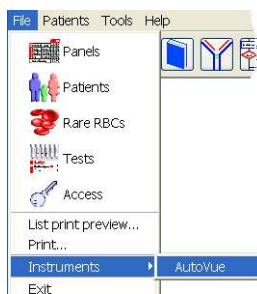 File Patients Tools Help
Panels
Patients
Rare RBCs
Tests
Access
List print preview...
Print...
Instruments AutoVue
Exit